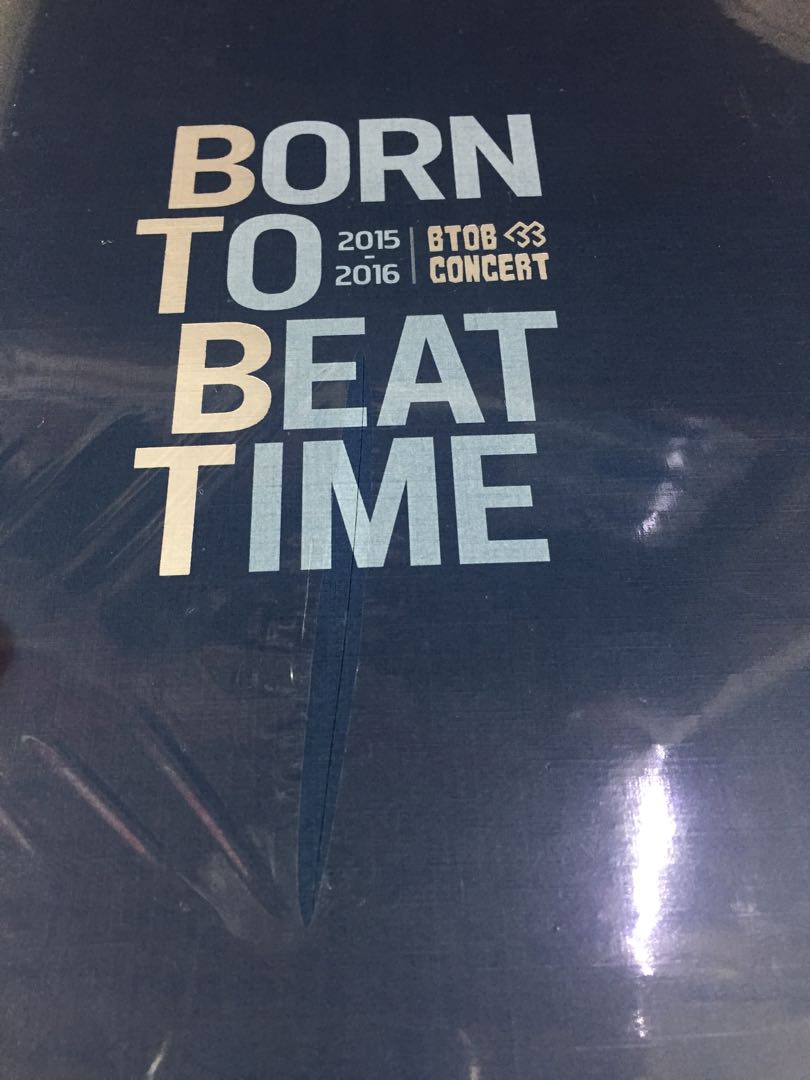 BORN
TO
2015
-
2016
BTOB
CONCERT
BEAT
TIME